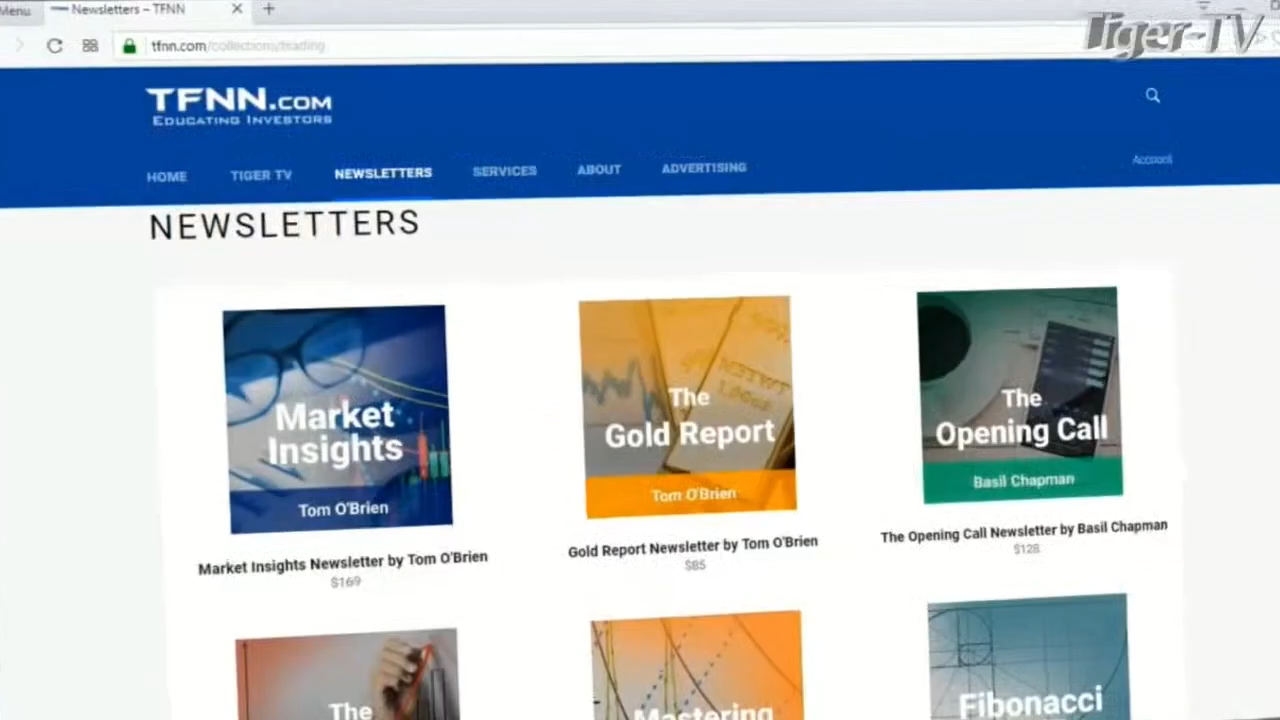 Menu
Newsletters – TFNN
Tiger-TV
tfnn.com/collections/trading
TFNN.COM
EDUCATING INVESTORS
Account
HOME TIGER TV NEWSLETTERS SERVICES ABOUT ADVERTISING
NEWSLETTERS
Market
Insights
Tom O'Brien
The
Gold Report
Tom O'Brien
The
Opening Call
Basil Chapman
Market Insights Newsletter by Tom O'Brien
$169
Gold Report Newsletter by Tom O'Brien
$85
The Opening Call Newsletter by Basil Chapman
$128
The
Mastering
Fibonacci